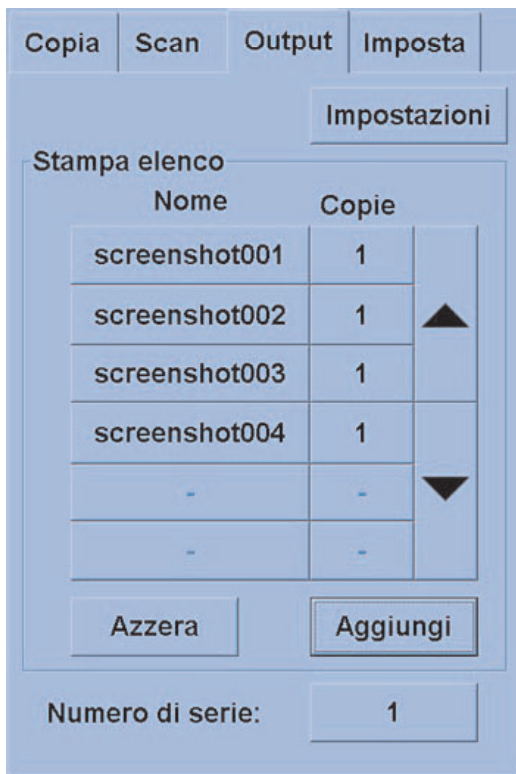 Copia Scan Output Imposta
Impostazioni
Stampa elenco
Nome Copie
screenshot001 1
screenshot002 1
screenshot003 1
screenshot004 1
- -
- -
Azzera Aggiungi
Numero di serie: 1